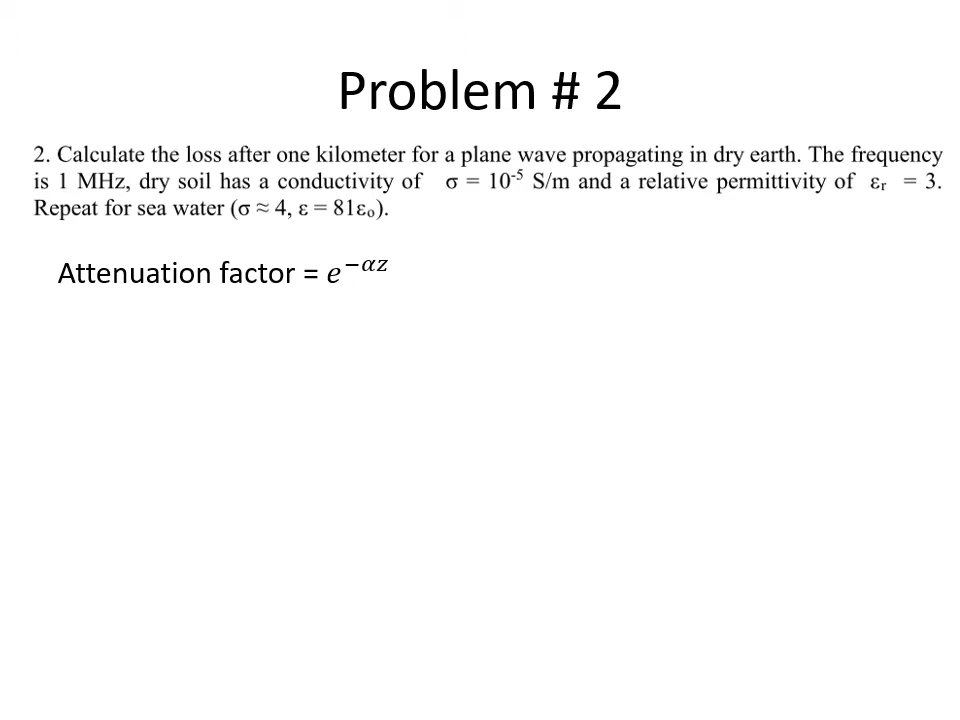 Problem # 2
2. Calculate the loss after one kilometer for a plane wave propagating in dry earth. The frequency
is 1 MHz, dry soil has a conductivity of σ = 10⁻⁵ S/m and a relative permittivity of εᵣ = 3.
Repeat for sea water (σ ≈ 4, ε = 81εₒ).
Attenuation factor = 𝑒^{−𝛼𝑧}